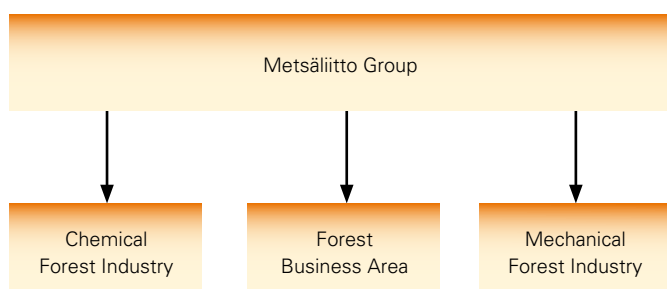 Metsäliitto Group
Chemical
Forest Industry
Forest
Business Area
Mechanical
Forest Industry